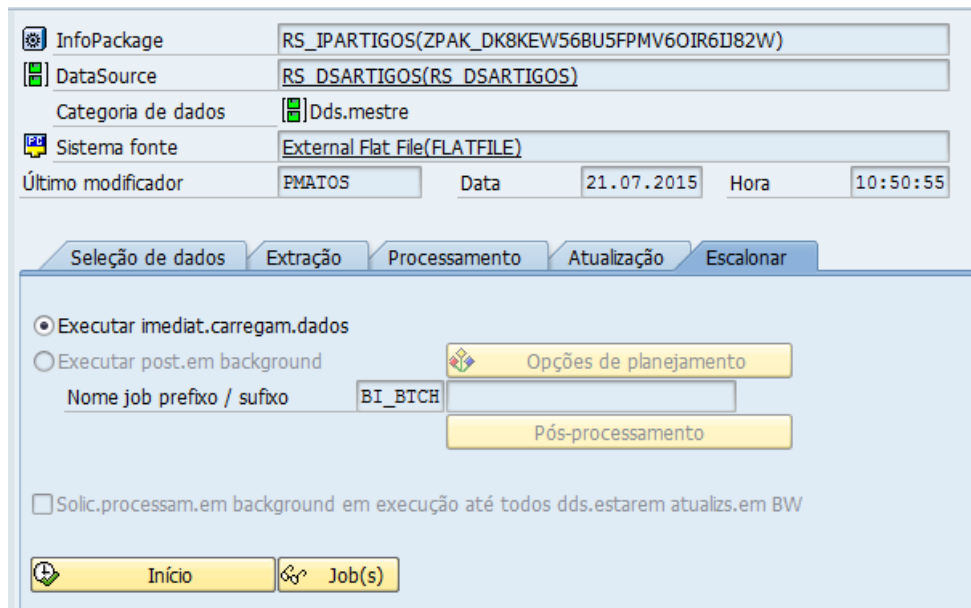 InfoPackage RS_IPARTIGOS(ZPAK_DK8KEW56BU5FPMV6OIR6IJ82W)
DataSource RS_DSARTIGOS(RS_DSARTIGOS)
Categoria de dados Dds.mestre
Sistema fonte External Flat File(FLATFILE)
Último modificador PMATOS Data 21.07.2015 Hora 10:50:55
Seleção de dados Extração Processamento Atualização Escalonar
Executar imediat.carregam.dados
Executar post.em background Opções de planejamento
Nome job prefixo / sufixo BI_BTCH
Pós-processamento
Solic.processam.em background em execução até todos dds.estarem atualizs.em BW
Início Job(s)